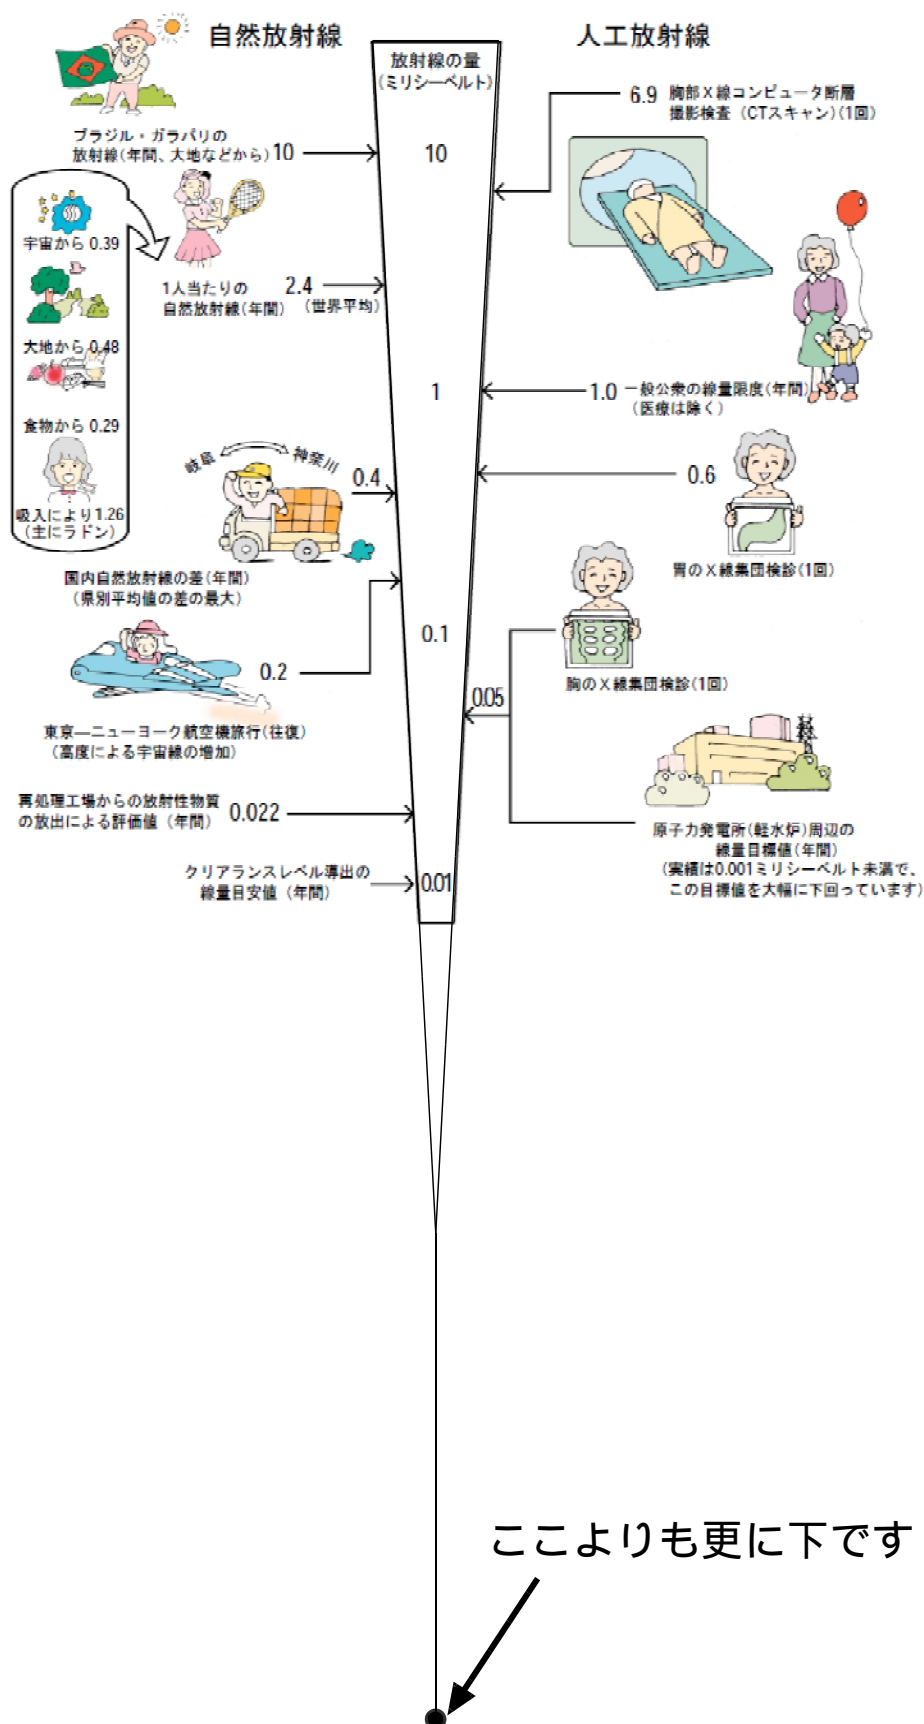 自然放射線
人工放射線
放射線の量
(ミリシーベルト)
10
1
0.1
0.01
ブラジル・ガラパリの
放射線(年間、大地などから) 10
宇宙から 0.39
大地から 0.48
食物から 0.29
吸入により1.26
(主にラドン)
1人当たりの
自然放射線(年間)
2.4
(世界平均)
岐阜
神奈川
0.4
国内自然放射線の差(年間)
(県別平均値の差の最大)
0.2
東京―ニューヨーク航空機旅行(往復)
(高度による宇宙線の増加)
再処理工場からの放射性物質
の放出による評価値(年間) 0.022
クリアランスレベル導出の
線量目安値(年間)
6.9 胸部X線コンピュータ断層
撮影検査(CTスキャン)(1回)
1.0 一般公衆の線量限度(年間)
(医療は除く)
0.6
胃のX線集団検診(1回)
胸のX線集団検診(1回)
0.05
原子力発電所(軽水炉)周辺の
線量目標値(年間)
(実績は0.001ミリシーベルト未満で、
この目標値を大幅に下回っています)
ここよりも更に下です